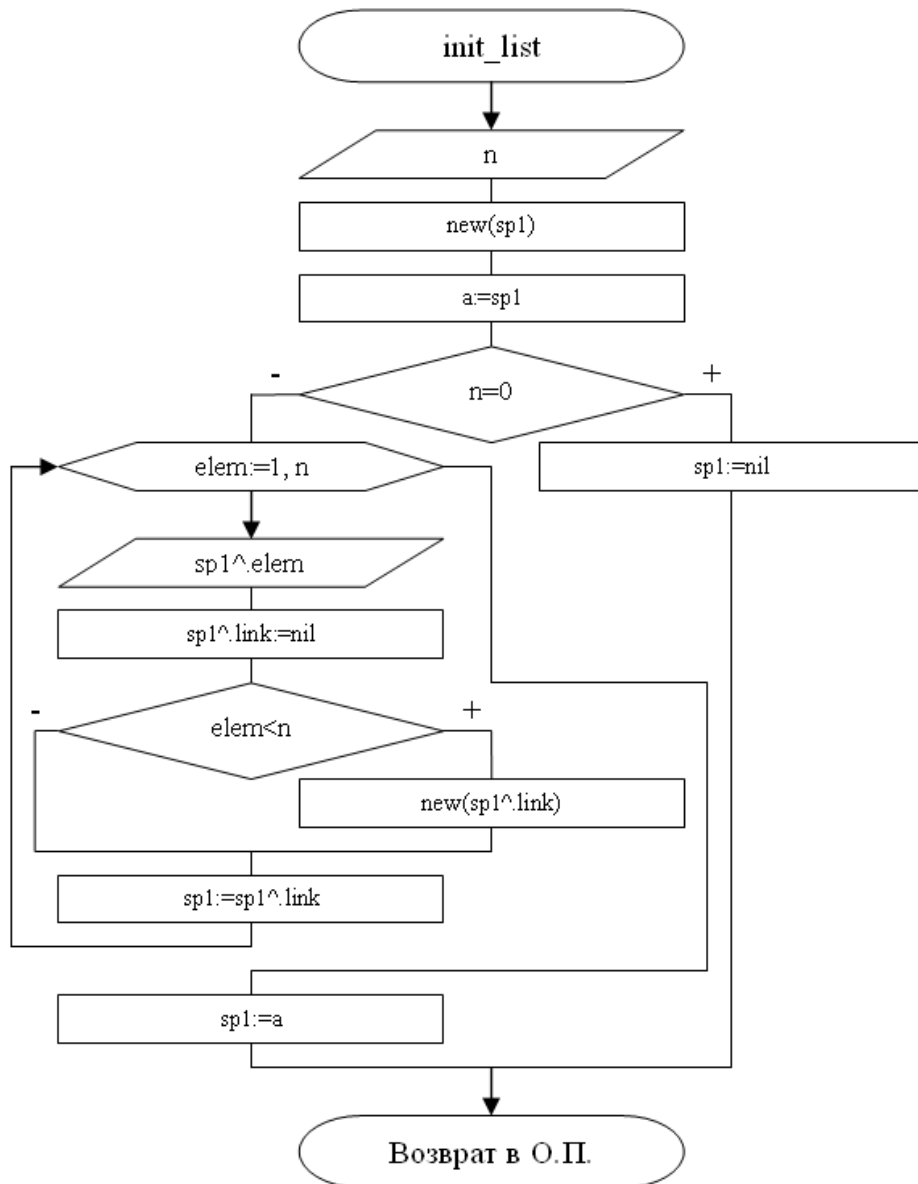 init_list
n
new(sp1)
a:=sp1
-
n=0
+
elem:=1, n
sp1:=nil
sp1^.elem
sp1^.link:=nil
-
elem<n
+
new(sp1^.link)
sp1:=sp1^.link
sp1:=a
Возврат в О.П.